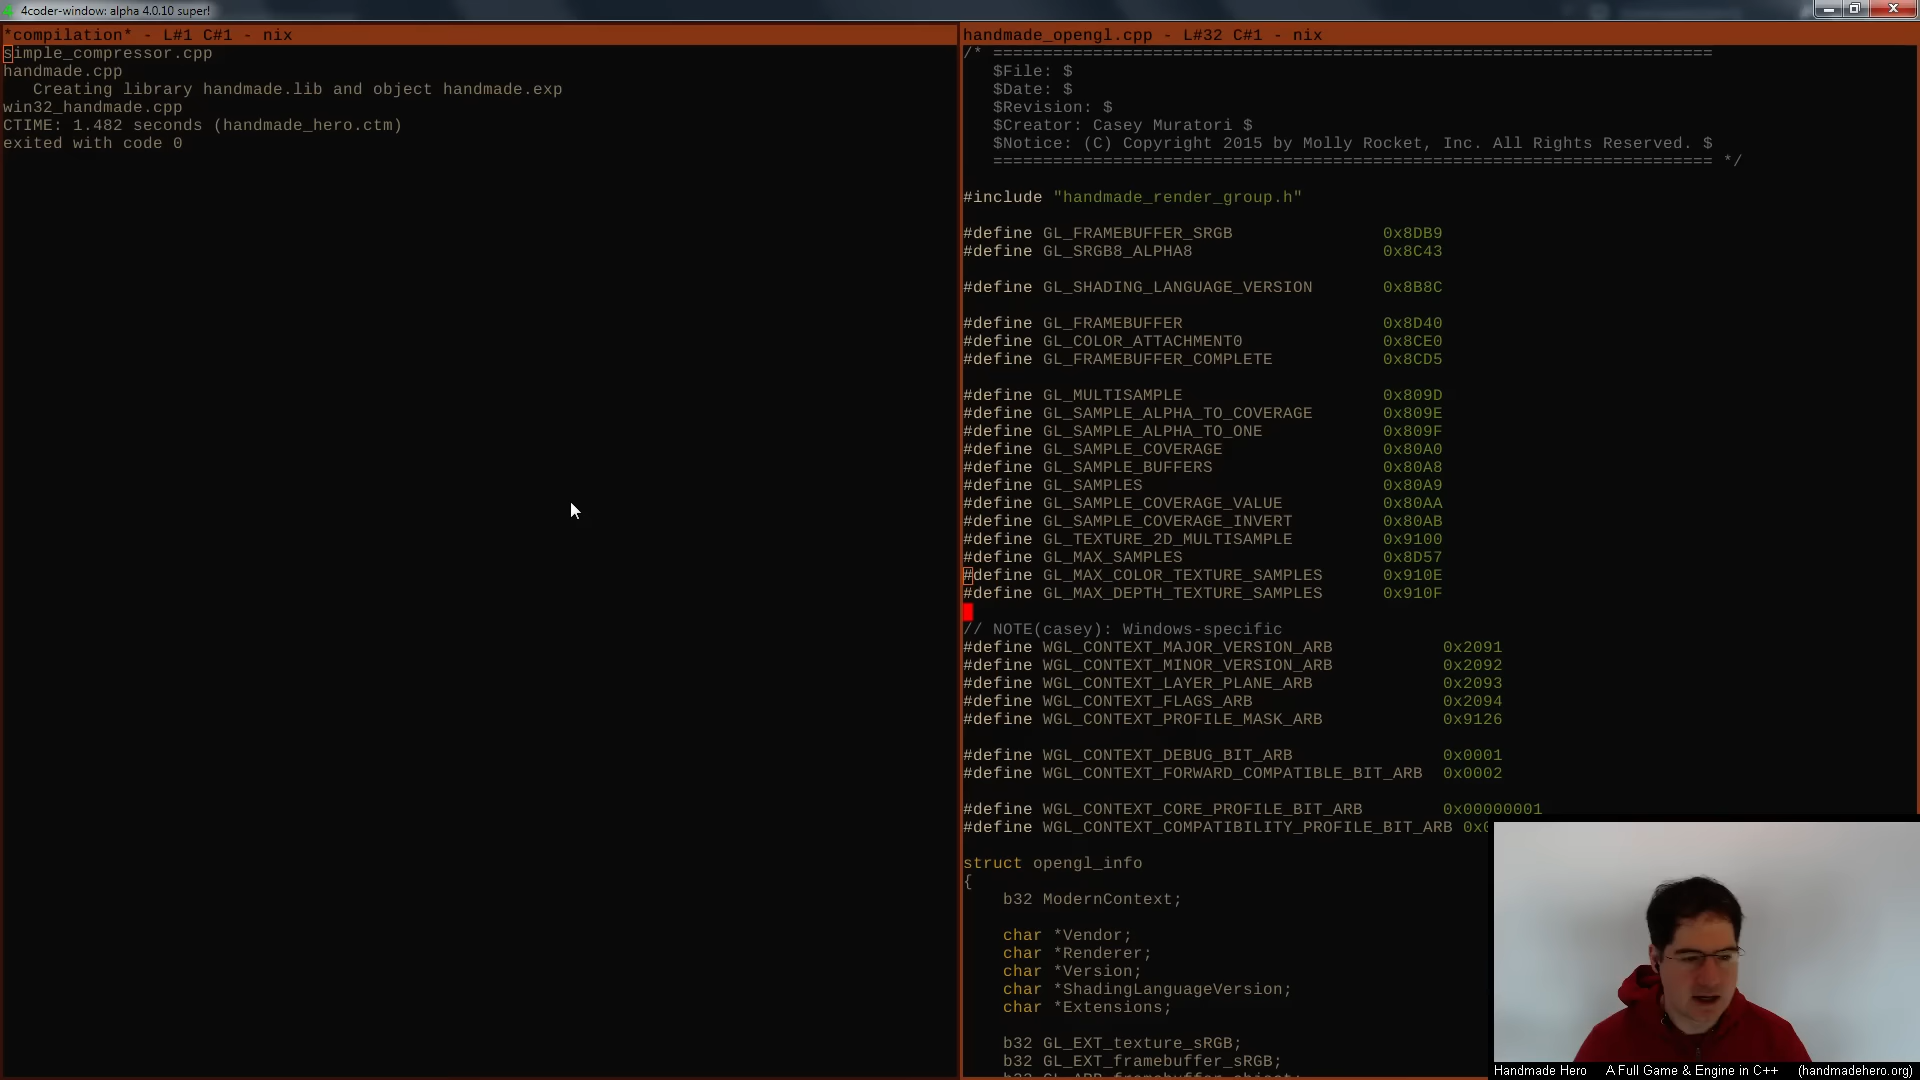 4coder-window: alpha 4.0.10 super!
*compilation* - L#1 C#1 - nix
simple_compressor.cpp
handmade.cpp
   Creating library handmade.lib and object handmade.exp
win32_handmade.cpp
CTIME: 1.482 seconds (handmade_hero.ctm)
exited with code 0
handmade_opengl.cpp - L#32 C#1 - nix
/* ========================================================================
   $File: $
   $Date: $
   $Revision: $
   $Creator: Casey Muratori $
   $Notice: (C) Copyright 2015 by Molly Rocket, Inc. All Rights Reserved. $
   ======================================================================== */
#include "handmade_render_group.h"
#define GL_FRAMEBUFFER_SRGB               0x8DB9
#define GL_SRGB8_ALPHA8                   0x8C43
#define GL_SHADING_LANGUAGE_VERSION       0x8B8C
#define GL_FRAMEBUFFER                    0x8D40
#define GL_COLOR_ATTACHMENT0              0x8CE0
#define GL_FRAMEBUFFER_COMPLETE           0x8CD5
#define GL_MULTISAMPLE                    0x809D
#define GL_SAMPLE_ALPHA_TO_COVERAGE       0x809E
#define GL_SAMPLE_ALPHA_TO_ONE            0x809F
#define GL_SAMPLE_COVERAGE                0x80A0
#define GL_SAMPLE_BUFFERS                 0x80A8
#define GL_SAMPLES                        0x80A9
#define GL_SAMPLE_COVERAGE_VALUE          0x80AA
#define GL_SAMPLE_COVERAGE_INVERT         0x80AB
#define GL_TEXTURE_2D_MULTISAMPLE         0x9100
#define GL_MAX_SAMPLES                    0x8D57
#define GL_MAX_COLOR_TEXTURE_SAMPLES      0x910E
#define GL_MAX_DEPTH_TEXTURE_SAMPLES      0x910F
// NOTE(casey): Windows-specific
#define WGL_CONTEXT_MAJOR_VERSION_ARB           0x2091
#define WGL_CONTEXT_MINOR_VERSION_ARB           0x2092
#define WGL_CONTEXT_LAYER_PLANE_ARB             0x2093
#define WGL_CONTEXT_FLAGS_ARB                   0x2094
#define WGL_CONTEXT_PROFILE_MASK_ARB            0x9126
#define WGL_CONTEXT_DEBUG_BIT_ARB               0x0001
#define WGL_CONTEXT_FORWARD_COMPATIBLE_BIT_ARB  0x0002
#define WGL_CONTEXT_CORE_PROFILE_BIT_ARB        0x00000001
#define WGL_CONTEXT_COMPATIBILITY_PROFILE_BIT_ARB
struct opengl_info
{
    b32 ModernContext;
    char *Vendor;
    char *Renderer;
    char *Version;
    char *ShadingLanguageVersion;
    char *Extensions;
    b32 GL_EXT_texture_sRGB;
    b32 GL_EXT_framebuffer_sRGB;
Handmade Hero   A Full Game & Engine in C++   (handmadehero.org)